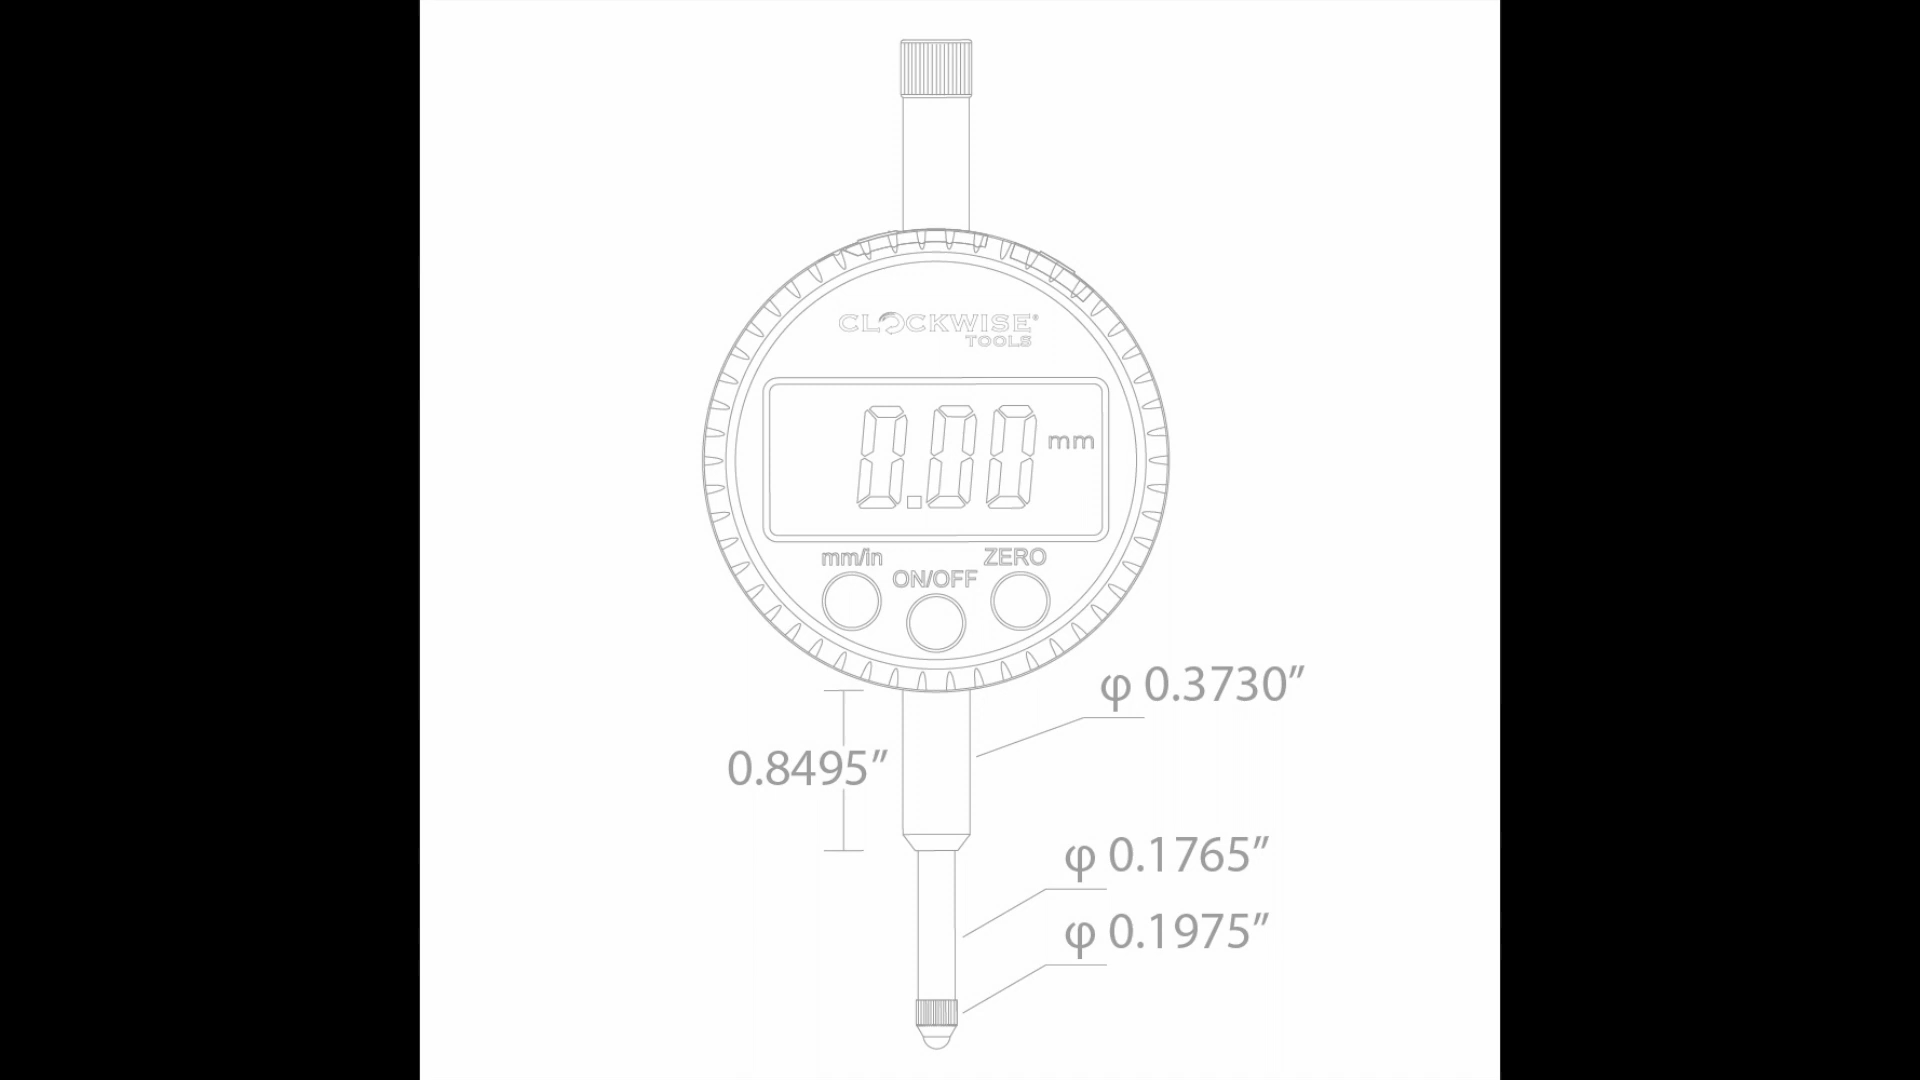 CLOCKWISE®
TOOLS
0.00 mm
mm/in
ON/OFF
ZERO
φ 0.3730”
0.8495”
φ 0.1765”
φ 0.1975”